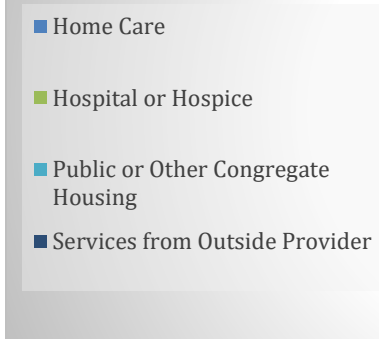 Home Care
Hospital or Hospice
Public or Other Congregate
Housing
Services from Outside Provider